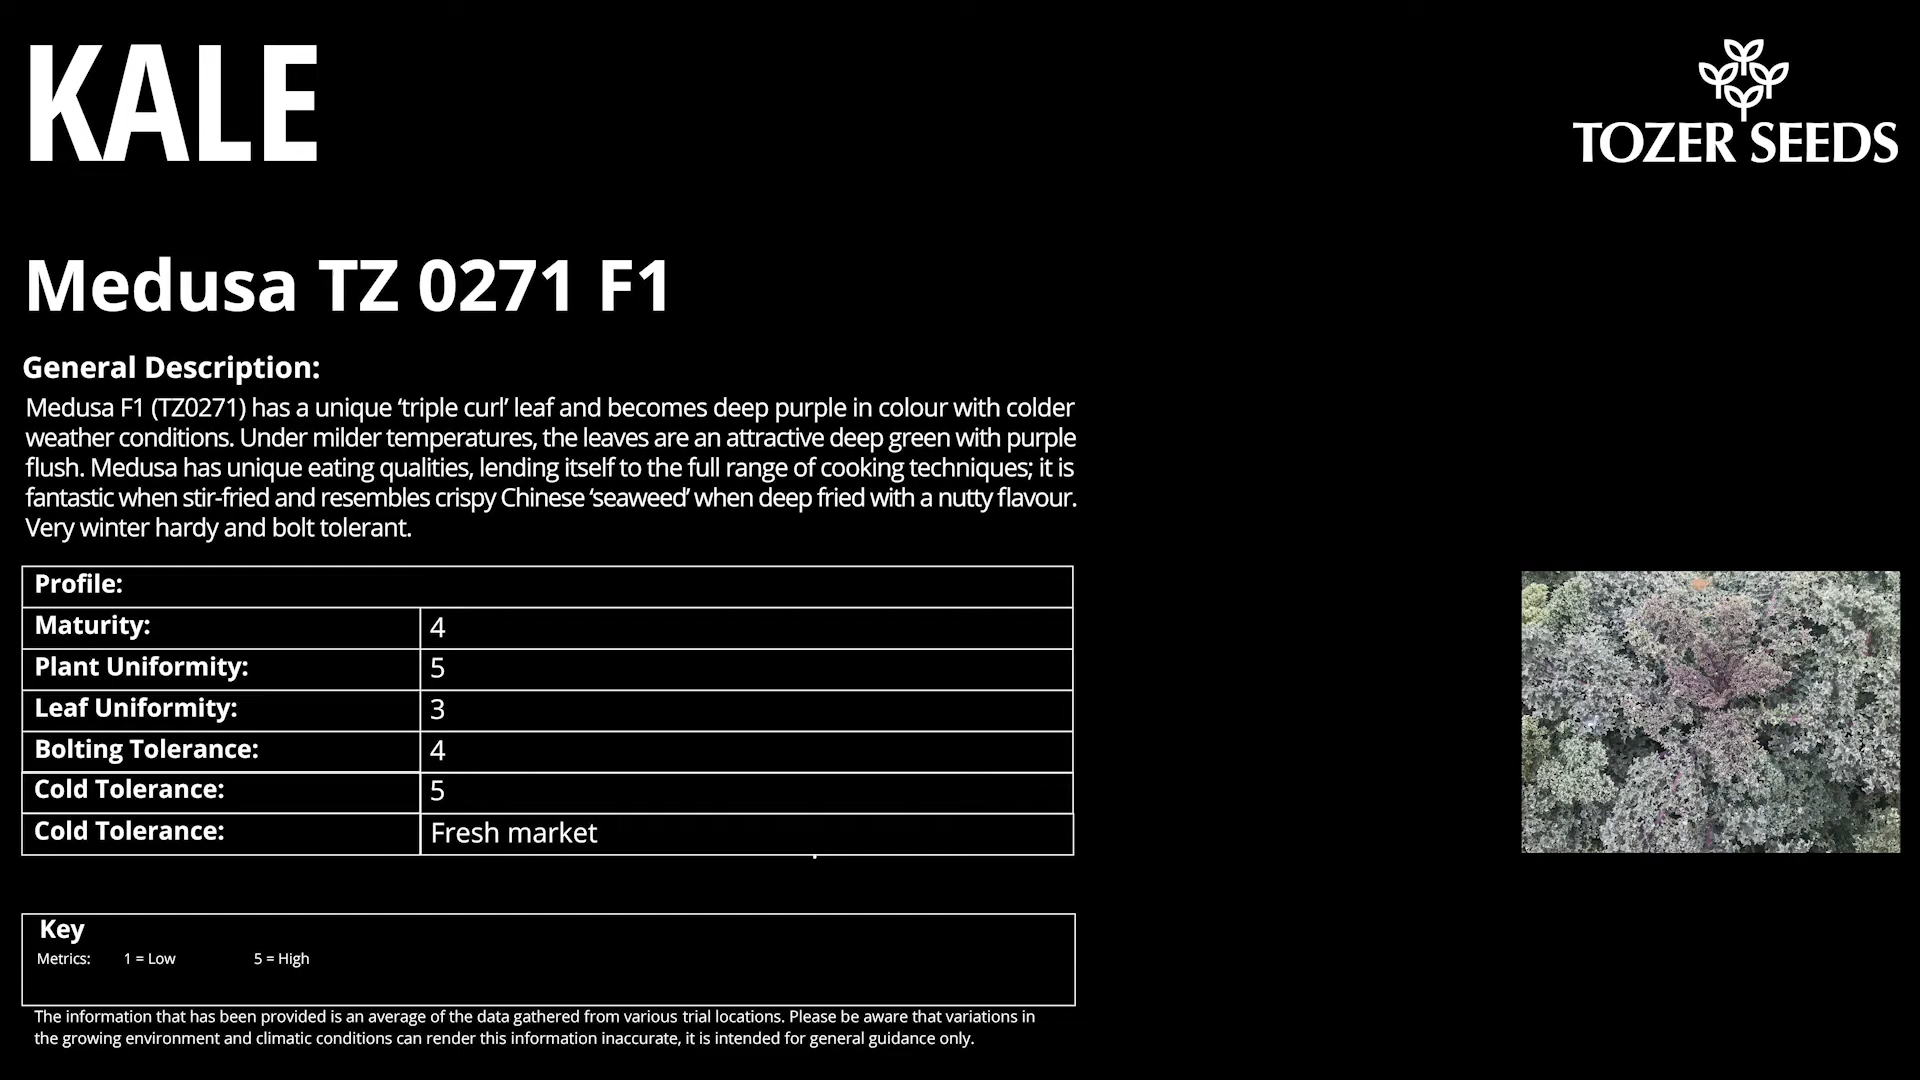 KALE
TOZER SEEDS
Medusa TZ 0271 F1
General Description:
Medusa F1 (TZ0271) has a unique ‘triple curl’ leaf and becomes deep purple in colour with colder
weather conditions. Under milder temperatures, the leaves are an attractive deep green with purple
flush. Medusa has unique eating qualities, lending itself to the full range of cooking techniques; it is
fantastic when stir-fried and resembles crispy Chinese ‘seaweed’ when deep fried with a nutty flavour.
Very winter hardy and bolt tolerant.
Profile:
Maturity: 4
Plant Uniformity: 5
Leaf Uniformity: 3
Bolting Tolerance: 4
Cold Tolerance: 5
Cold Tolerance: Fresh market
Key
Metrics: 1 = Low 5 = High
The information that has been provided is an average of the data gathered from various trial locations. Please be aware that variations in
the growing environment and climatic conditions can render this information inaccurate, it is intended for general guidance only.